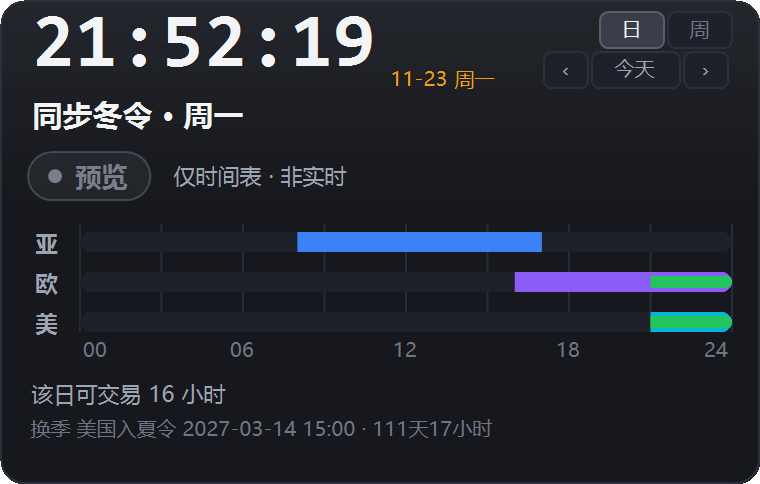 21:52:19
11-23 周一
日 周
‹ 今天 ›
同步冬令 · 周一
预览
仅时间表 · 非实时
亚
欧
美
00 06 12 18 24
该日可交易 16 小时
换季 美国入夏令 2027-03-14 15:00 · 111天17小时